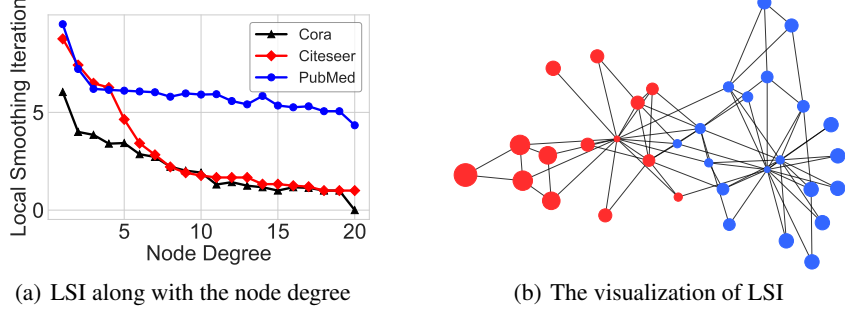 Local Smoothing Iteration
5
0
Cora
Citeseer
PubMed
5
10
15
20
Node Degree
(a) LSI along with the node degree
(b) The visualization of LSI